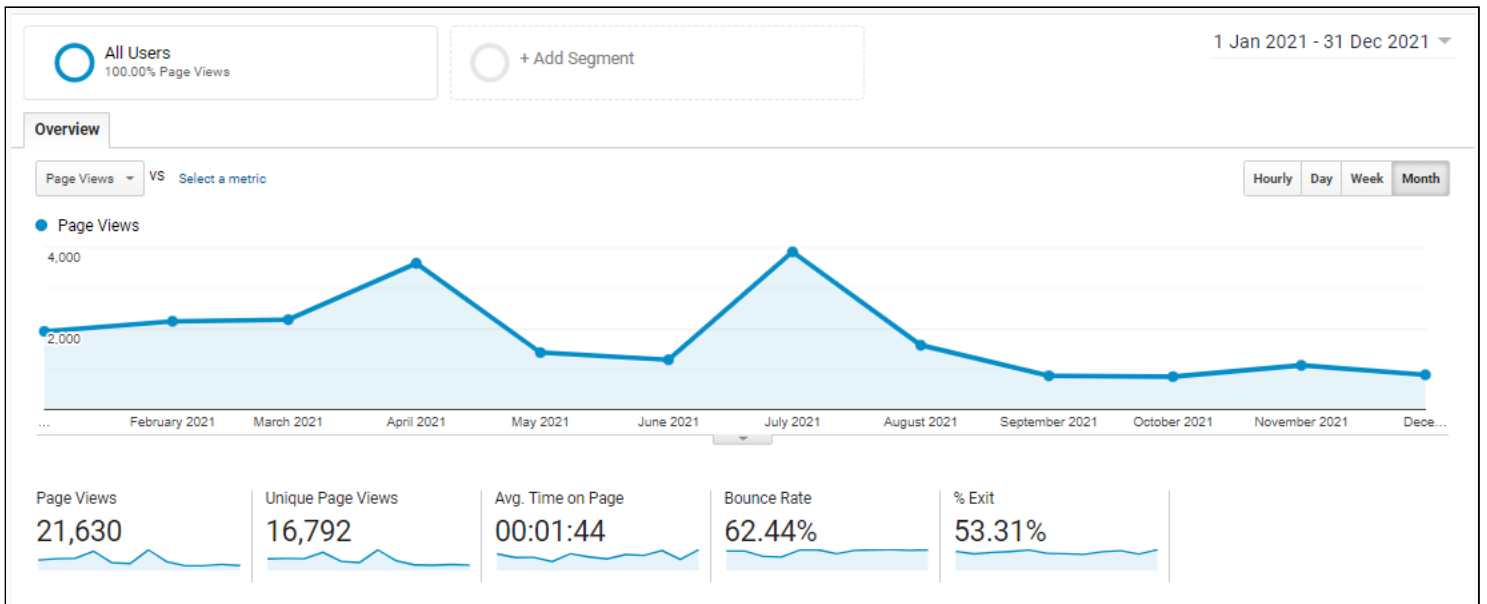 All Users
100.00% Page Views
+ Add Segment
1 Jan 2021 - 31 Dec 2021
Overview
Page Views VS Select a metric
Hourly Day Week Month
Page Views
4,000
2,000
... February 2021 March 2021 April 2021 May 2021 June 2021 July 2021 August 2021 September 2021 October 2021 November 2021 Dece...
Page Views Unique Page Views Avg. Time on Page Bounce Rate % Exit
21,630 16,792 00:01:44 62.44% 53.31%